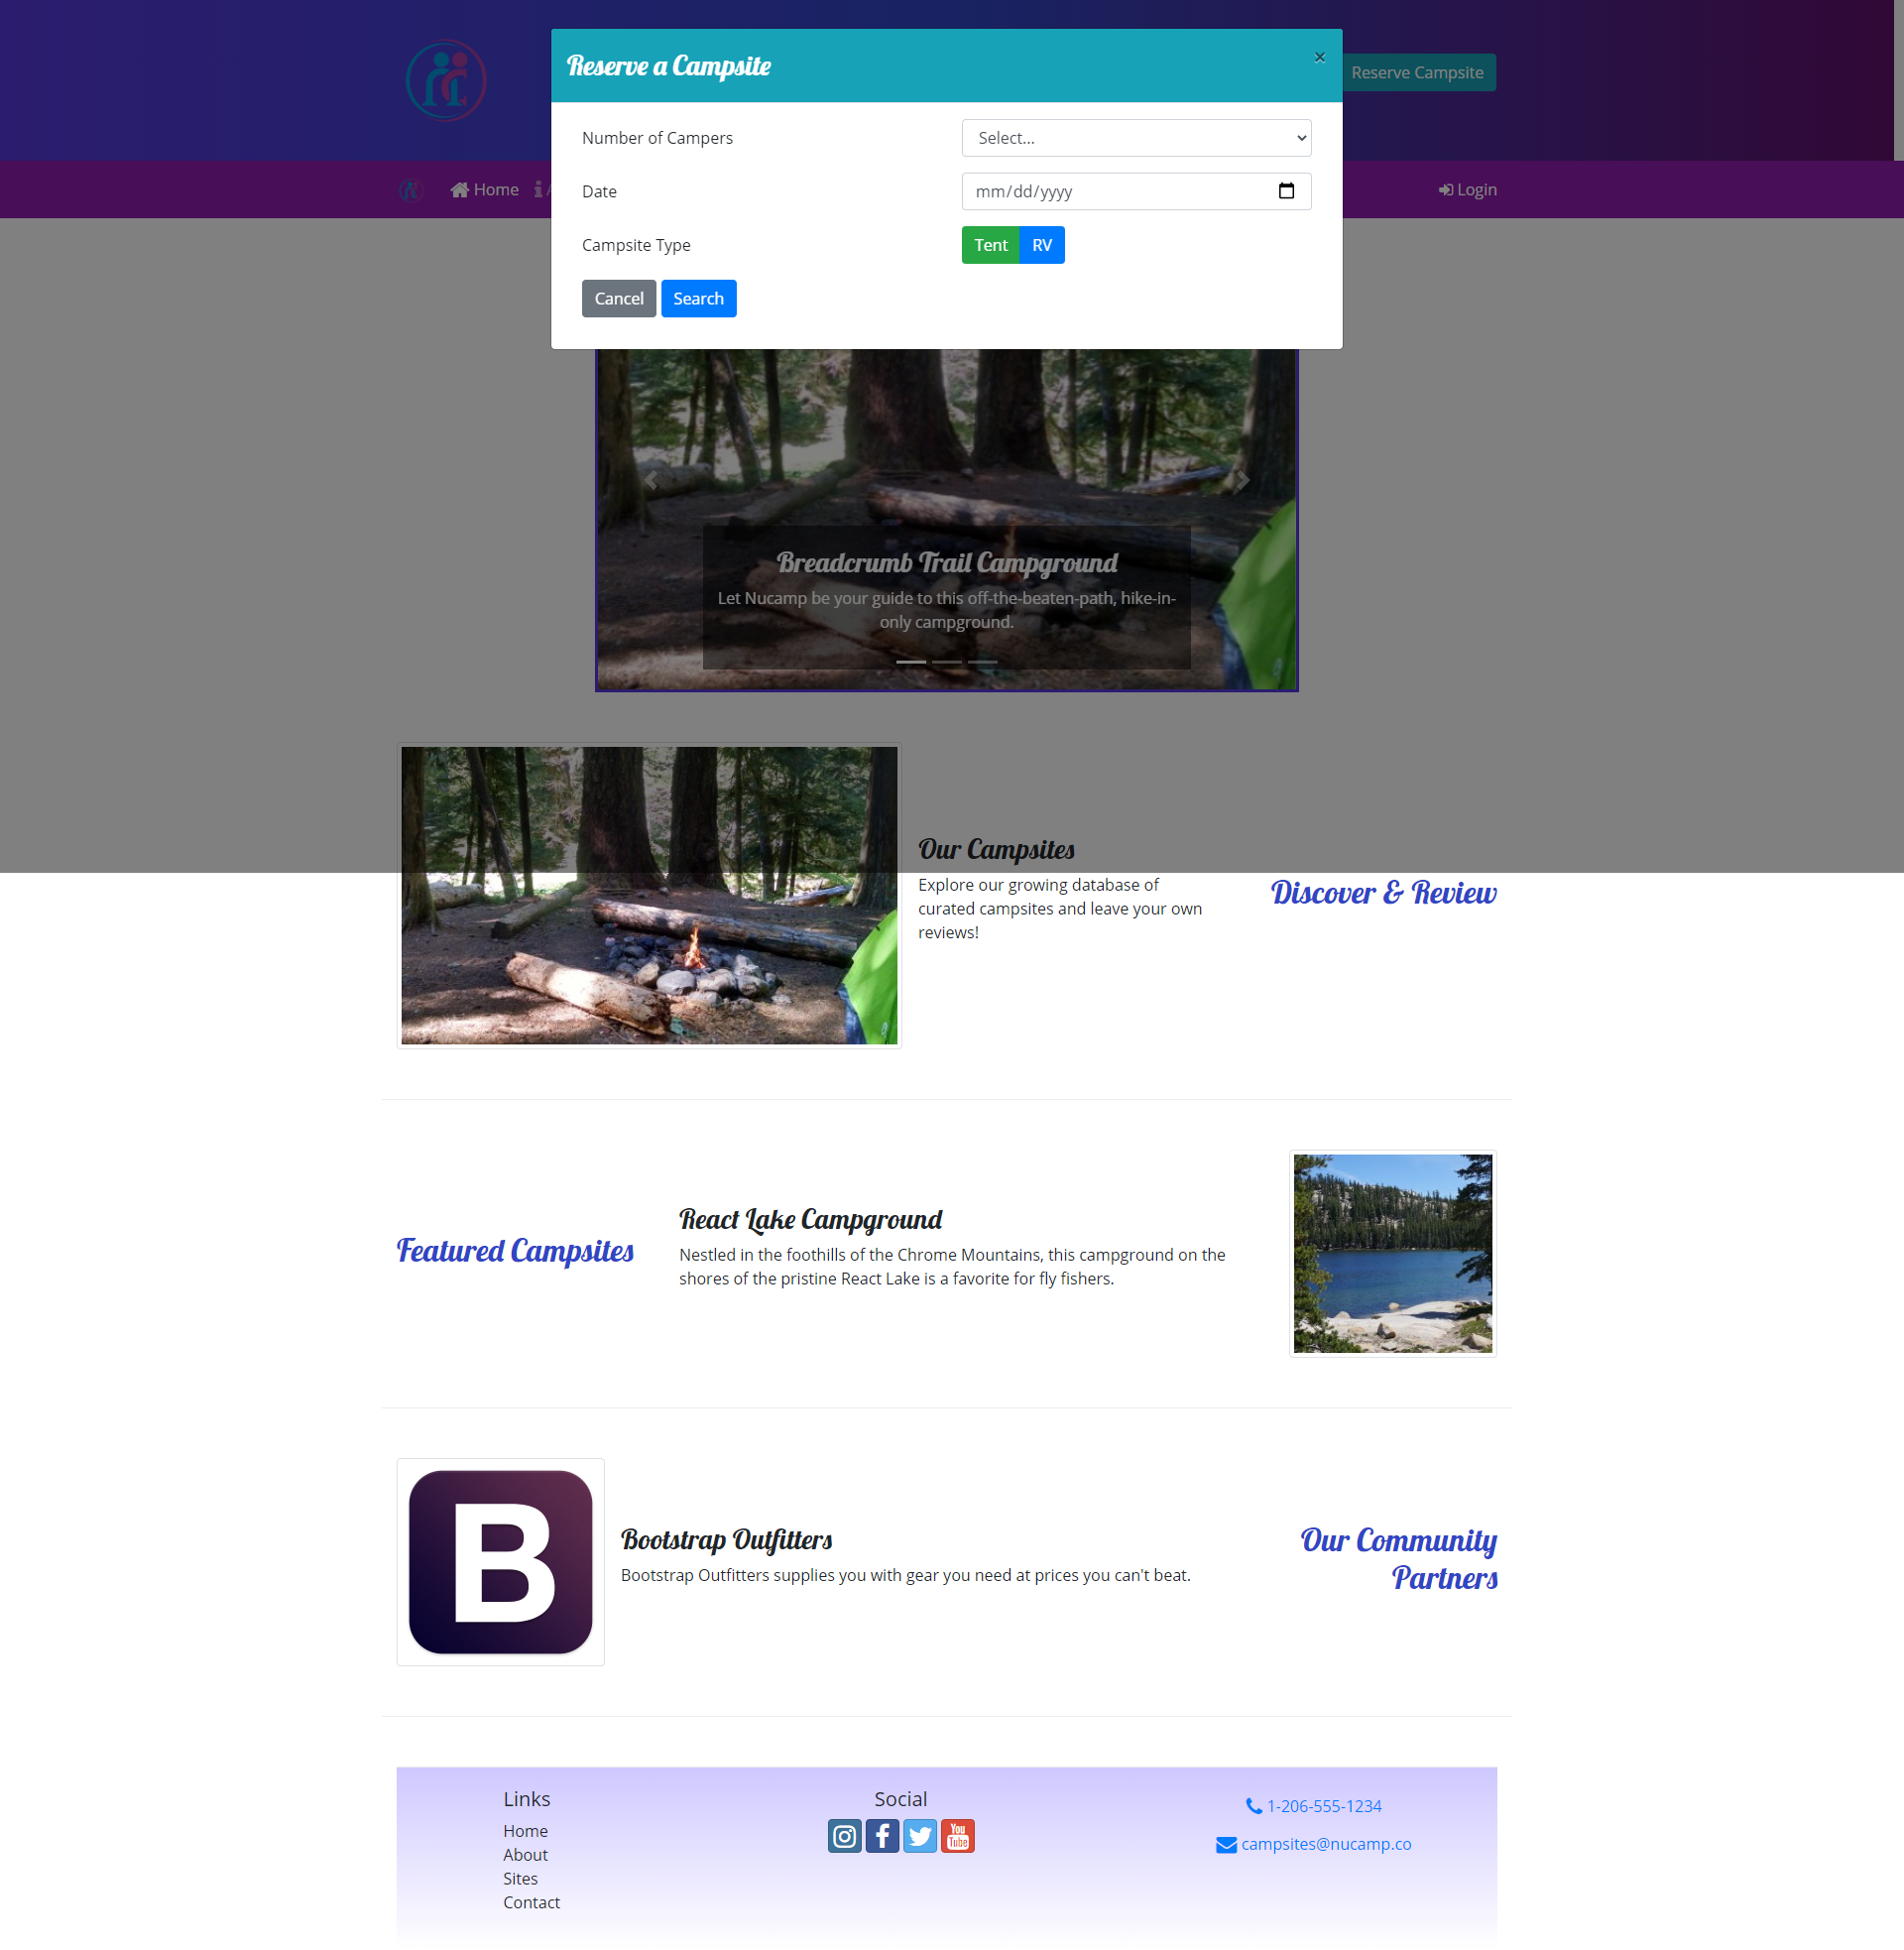 Reserve a Campsite
×
Reserve Campsite
Number of Campers
Select...
Date
mm/dd/yyyy
Campsite Type
Tent
RV
Cancel
Search
Home
Login
Breadcrumb Trail Campground
Let Nucamp be your guide to this off-the-beaten-path, hike-in-
only campground.
Our Campsites
Explore our growing database of
curated campsites and leave your own
reviews!
Discover & Review
Featured Campsites
React Lake Campground
Nestled in the foothills of the Chrome Mountains, this campground on the
shores of the pristine React Lake is a favorite for fly fishers.
B
Bootstrap Outfitters
Bootstrap Outfitters supplies you with gear you need at prices you can't beat.
Our Community
Partners
Links
Home
About
Sites
Contact
Social
You
Tube
1-206-555-1234
campsites@nucamp.co